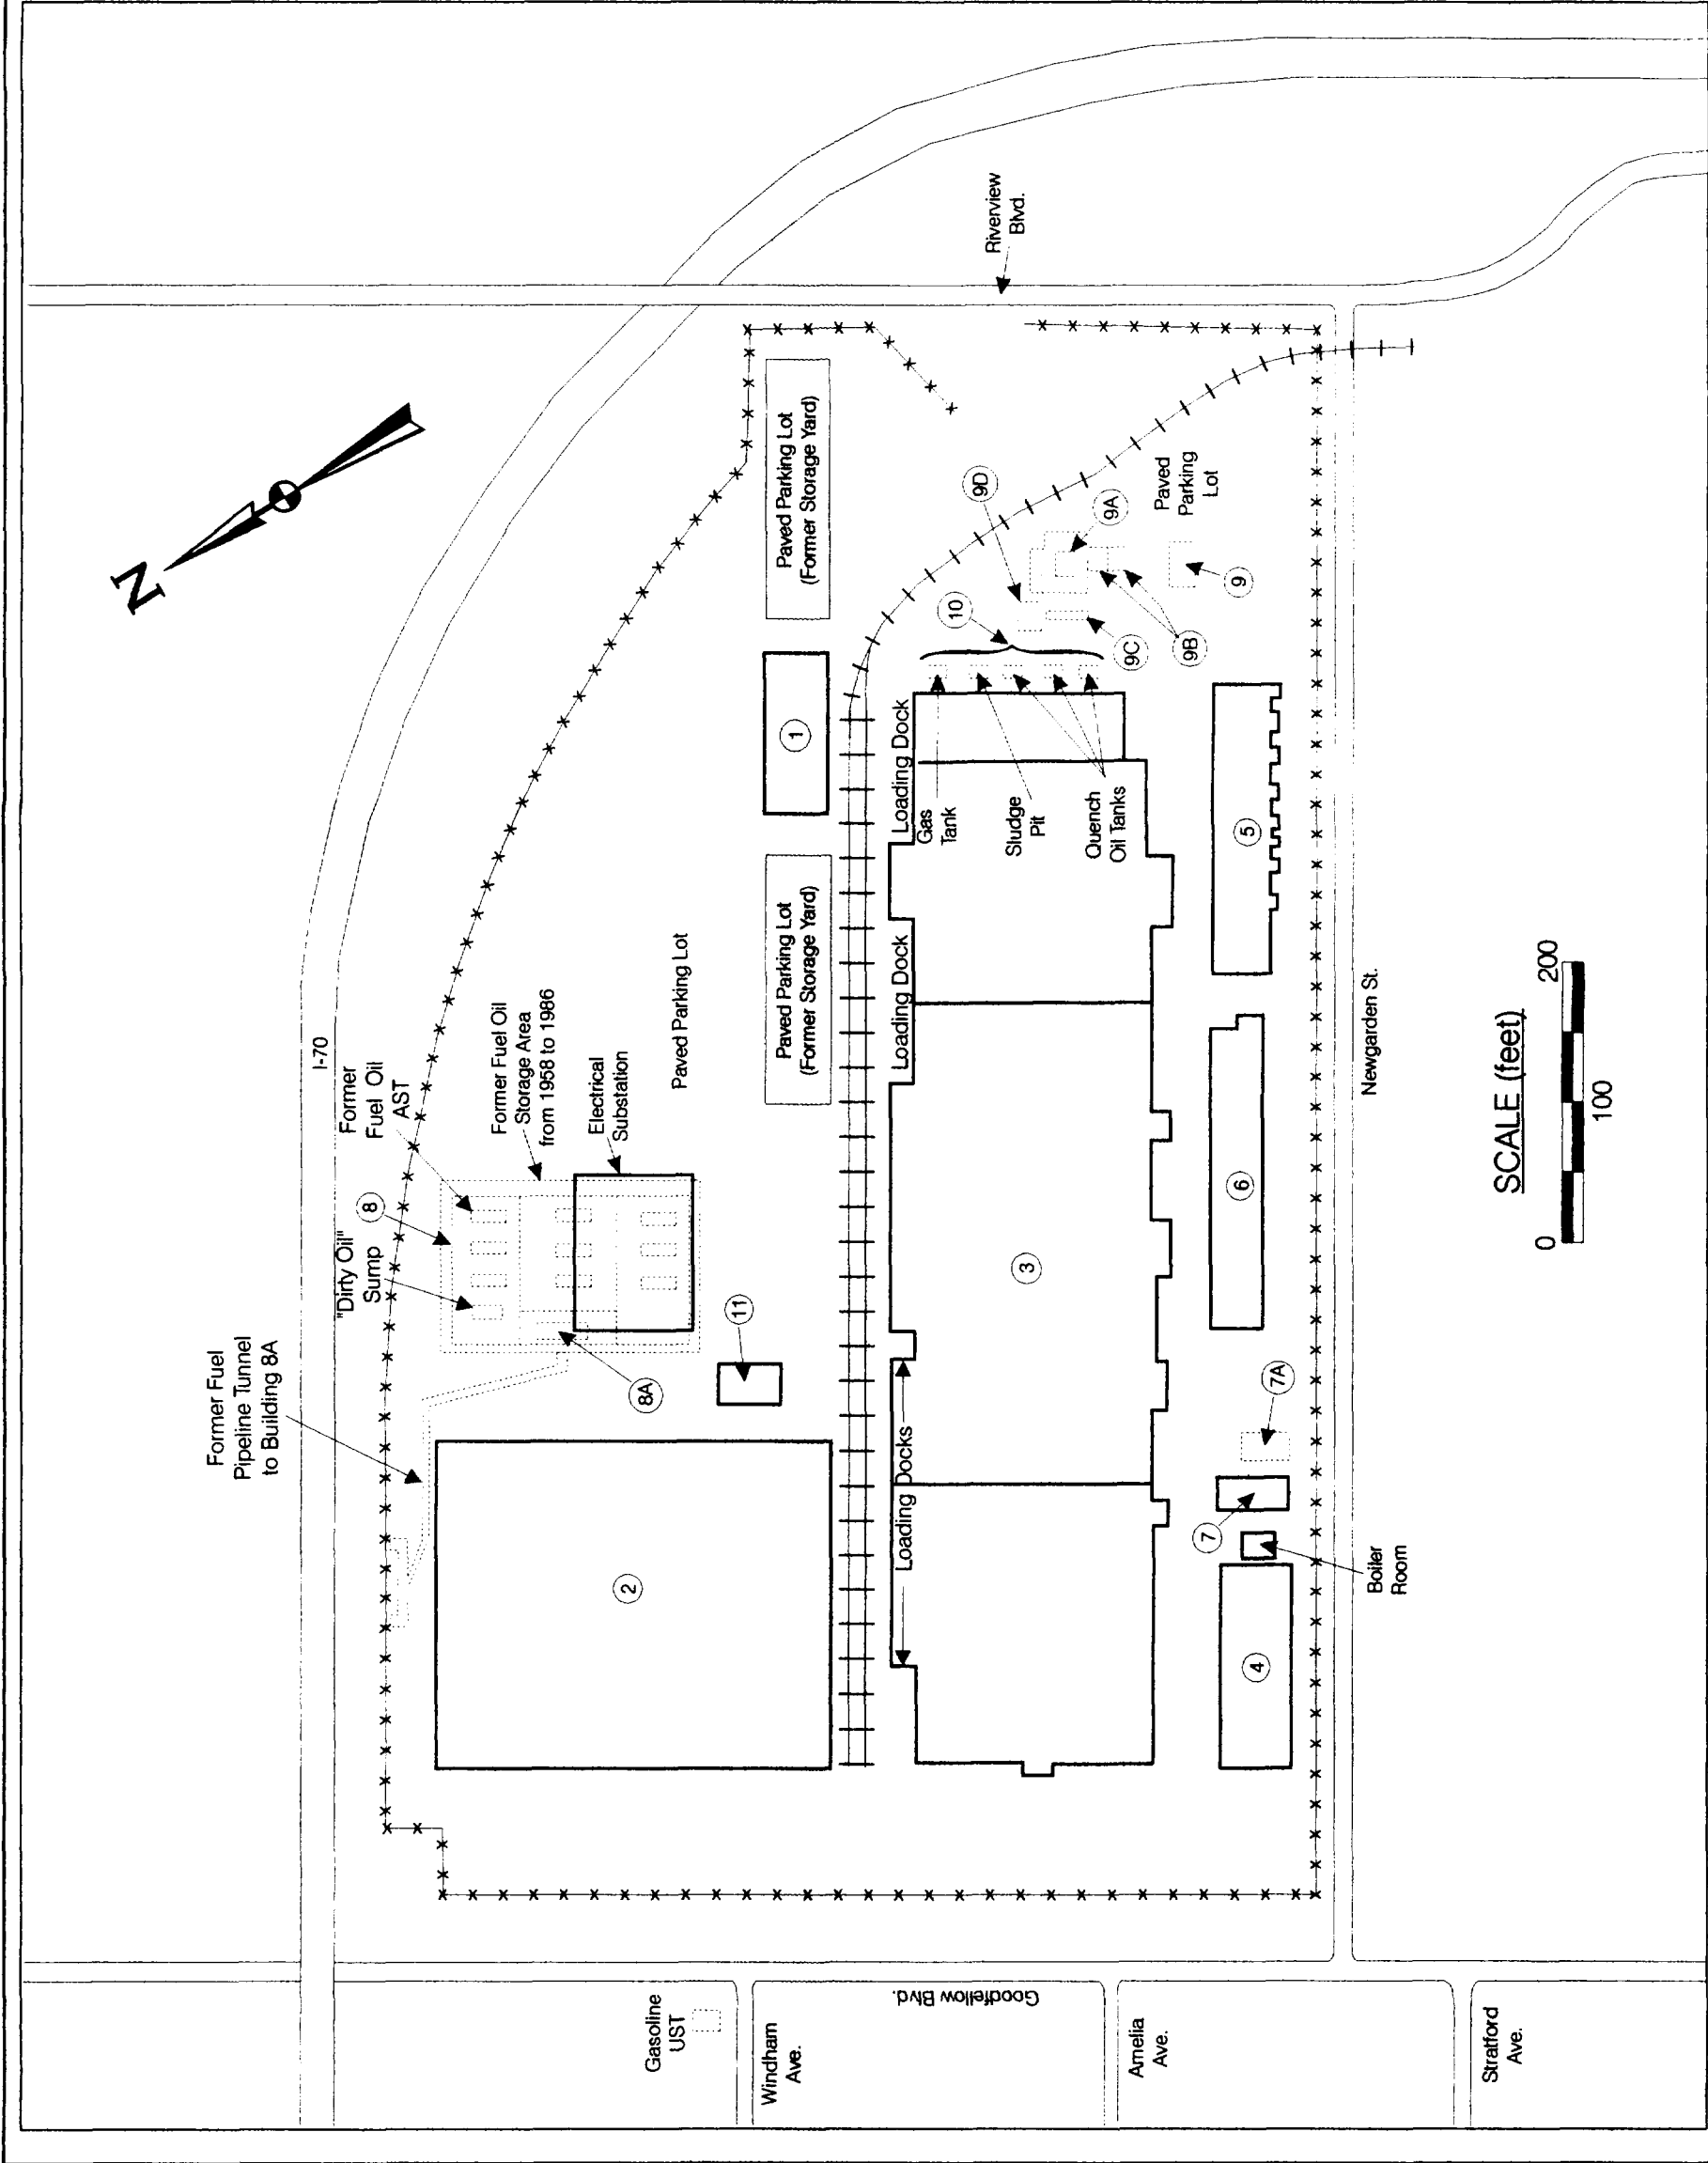 N
I-70
Riverview
Blvd.
Paved Parking Lot
(Former Storage Yard)
1
Paved Parking Lot
(Former Storage Yard)
Paved Parking Lot
Former Fuel Oil
Storage Area
from 1958 to 1986
Electrical
Substation
Former
Fuel Oil
AST
8
"Dirty Oil"
Sump
Former Fuel
Pipeline Tunnel
to Building 8A
8A
11
2
Loading Dock
Loading Dock
Loading Docks
3
Gas
Tank
Sludge
Pit
Quench
Oil Tanks
10
9D
9A
9C
9B
9
Paved
Parking
Lot
5
6
7A
7
Boiler
Room
4
Newgarden St.
Goodfellow Blvd.
Gasoline
UST
Windham
Ave.
Amelia
Ave.
Stratford
Ave.
SCALE (feet)
0
100
200